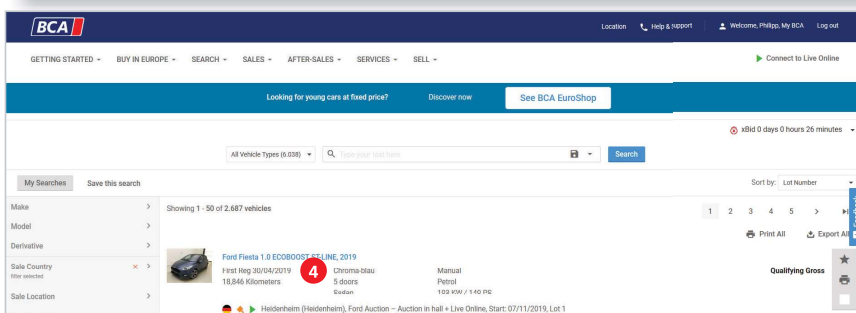 BCA
Location Help & support Welcome, Philipp, My BCA Log out
GETTING STARTED BUY IN EUROPE SEARCH SALES AFTER-SALES SERVICES SELL Connect to Live Online
Looking for young cars at fixed price? Discover now See BCA EuroShop
xBid 0 days 0 hours 26 minutes
All Vehicle Types (6.038) Type your text here Search
My Searches Save this search Sort by: Lot Number
Make Showing 1 - 50 of 2.687 vehicles 1 2 3 4 5
Model
Print All Export All
Derivative
Ford Fiesta 1.0 ECOBOOST ST-LINE, 2019
Sale Country First Reg 30/04/2019 4 Chroma-blau Manual Qualifying Gross
filter selected 18,846 Kilometers 5 doors Petrol
Sedan 103 KW / 140 PS
Sale Location
Heidenheim (Heidenheim), Ford Auction – Auction in hall + Live Online, Start: 07/11/2019, Lot 1